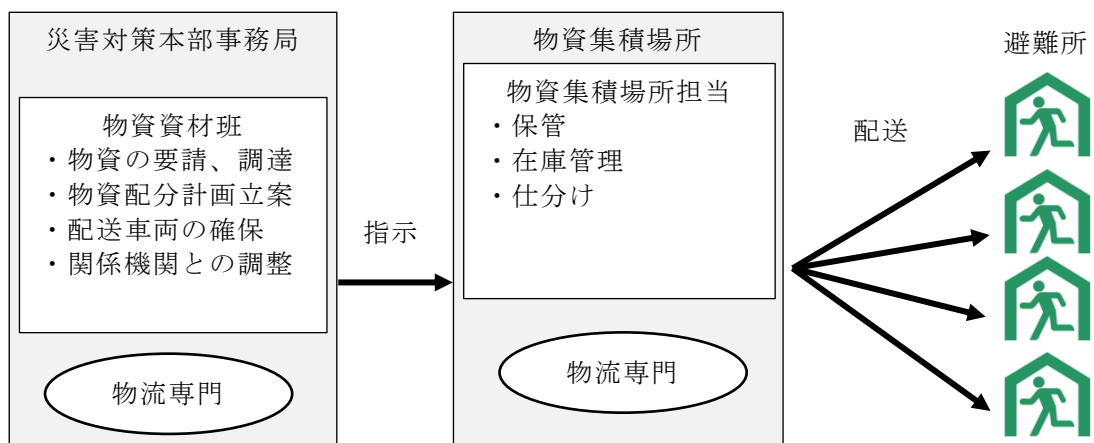 災害対策本部事務局
物資資材班
・物資の要請、調達
・物資配分計画立案
・配送車両の確保
・関係機関との調整
物流専門
指示
物資集積場所
物資集積場所担当
・保管
・在庫管理
・仕分け
物流専門
配送
避難所